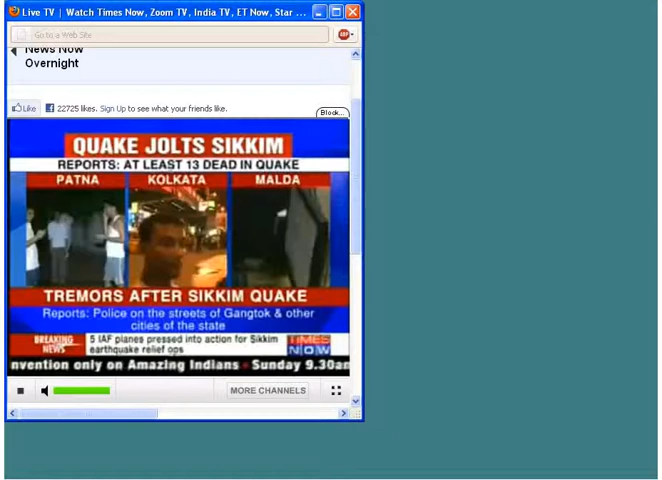 Live TV | Watch Times Now, Zoom TV, India TV, ET Now, Star ...
Go to a Web Site
ABP
News Now
Overnight
Like
22725 likes. Sign Up to see what your friends like.
Block...
QUAKE JOLTS SIKKIM
REPORTS: AT LEAST 13 DEAD IN QUAKE
PATNA KOLKATA MALDA
TREMORS AFTER SIKKIM QUAKE
Reports: Police on the streets of Gangtok & other
cities of the state
BREAKING NEWS
5 IAF planes pressed into action for Sikkim
earthquake relief ops
TIMES NOW
nvention only on Amazing Indians • Sunday 9.30am
MORE CHANNELS